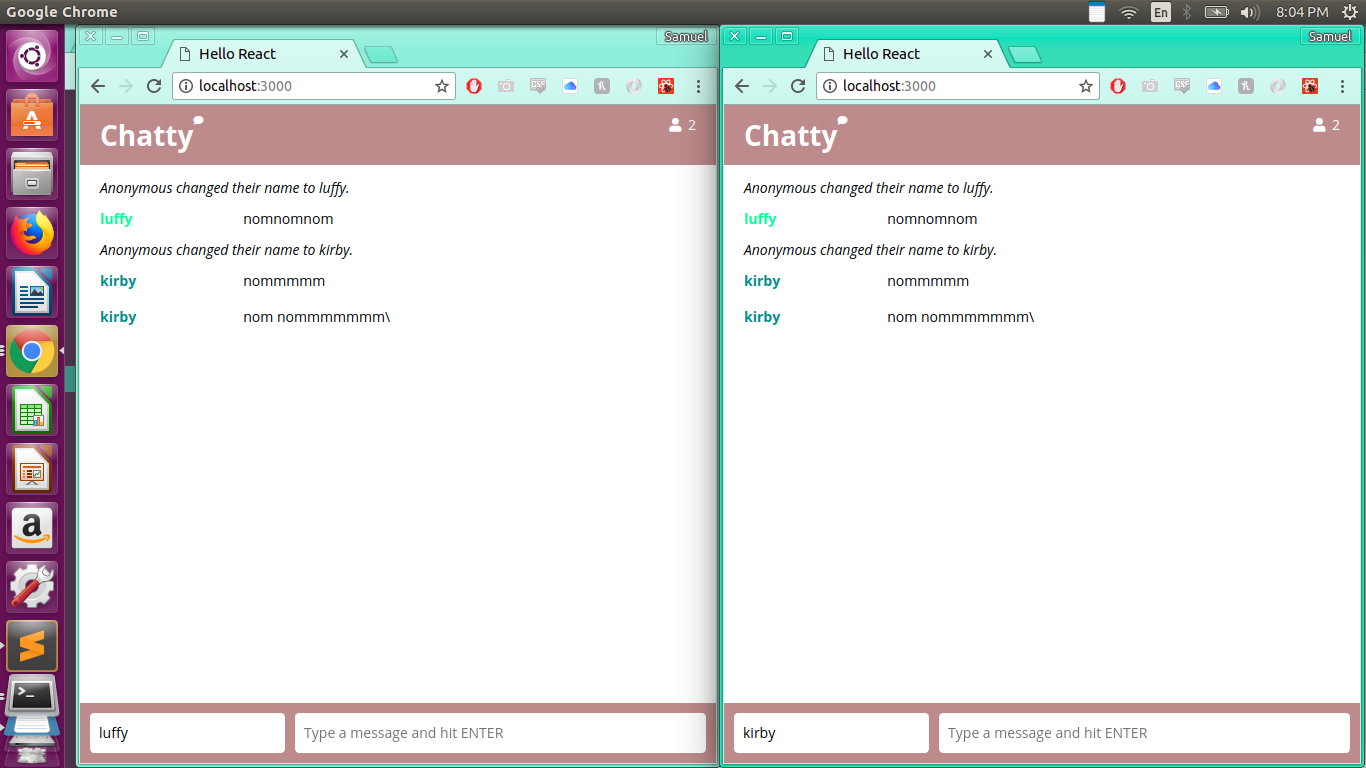 Google Chrome
En
8:04 PM
Samuel
Hello React
localhost:3000
CSS
Chatty
2
Anonymous changed their name to luffy.
luffy nomnomnom
Anonymous changed their name to kirby.
kirby nommmmm
kirby nom nommmmmmm\
luffy
Type a message and hit ENTER
Samuel
Hello React
localhost:3000
CSS
Chatty
2
Anonymous changed their name to luffy.
luffy nomnomnom
Anonymous changed their name to kirby.
kirby nommmmm
kirby nom nommmmmmm\
kirby
Type a message and hit ENTER